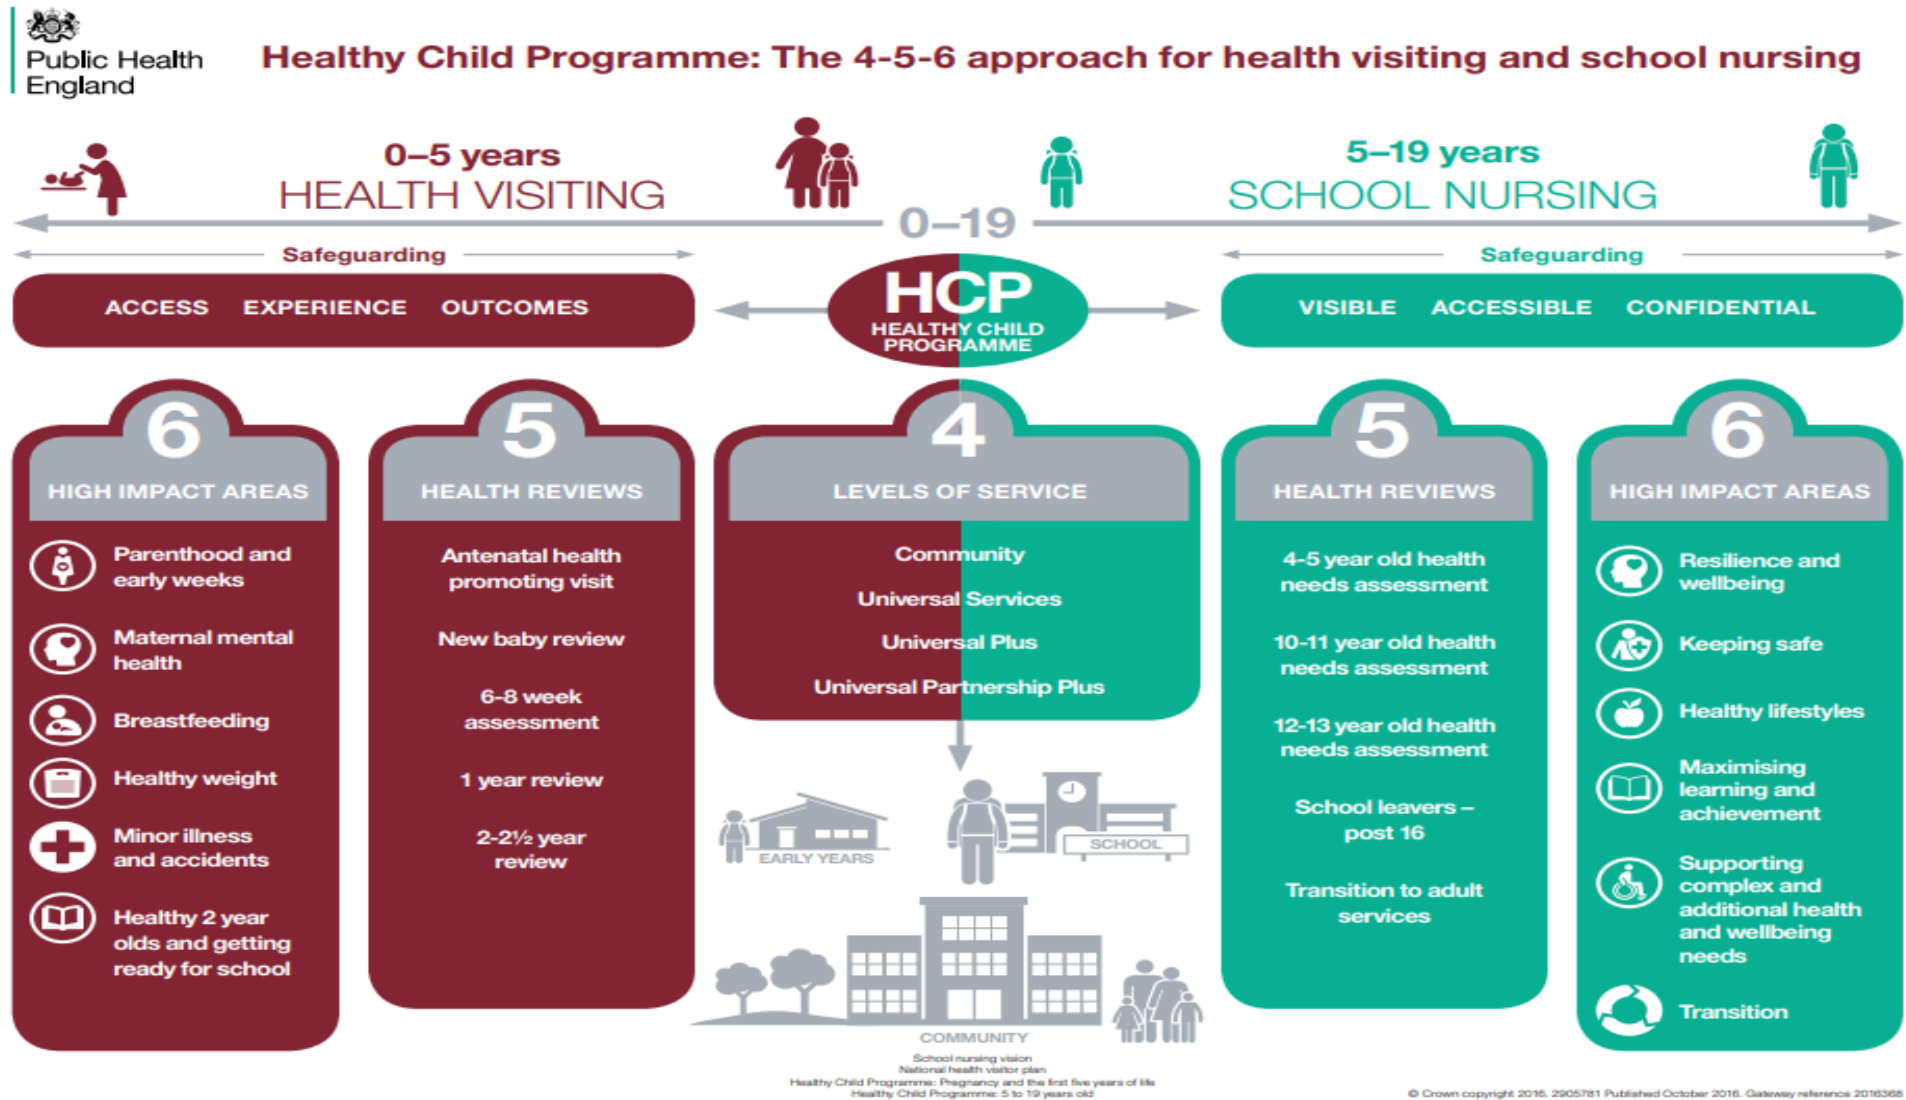 Public Health
England
Healthy Child Programme: The 4-5-6 approach for health visiting and school nursing
0–5 years
HEALTH VISITING
5–19 years
SCHOOL NURSING
0–19
Safeguarding
Safeguarding
ACCESS EXPERIENCE OUTCOMES
HCP
HEALTHY CHILD
PROGRAMME
VISIBLE ACCESSIBLE CONFIDENTIAL
6
HIGH IMPACT AREAS
Parenthood and
early weeks
Maternal mental
health
Breastfeeding
Healthy weight
Minor illness
and accidents
Healthy 2 year
olds and getting
ready for school
5
HEALTH REVIEWS
Antenatal health
promoting visit
New baby review
6-8 week
assessment
1 year review
2-2½ year
review
4
LEVELS OF SERVICE
Community
Universal Services
Universal Plus
Universal Partnership Plus
EARLY YEARS
SCHOOL
COMMUNITY
School nursing vision
National health visitor plan
Healthy Child Programme: Pregnancy and the first five years of life
Healthy Child Programme: 5 to 19 years old
5
HEALTH REVIEWS
4-5 year old health
needs assessment
10-11 year old health
needs assessment
12-13 year old health
needs assessment
School leavers –
post 16
Transition to adult
services
6
HIGH IMPACT AREAS
Resilience and
wellbeing
Keeping safe
Healthy lifestyles
Maximising
learning and
achievement
Supporting
complex and
additional health
and wellbeing
needs
Transition
© Crown copyright 2016. 2905781 Published October 2016. Gateway reference 2016368